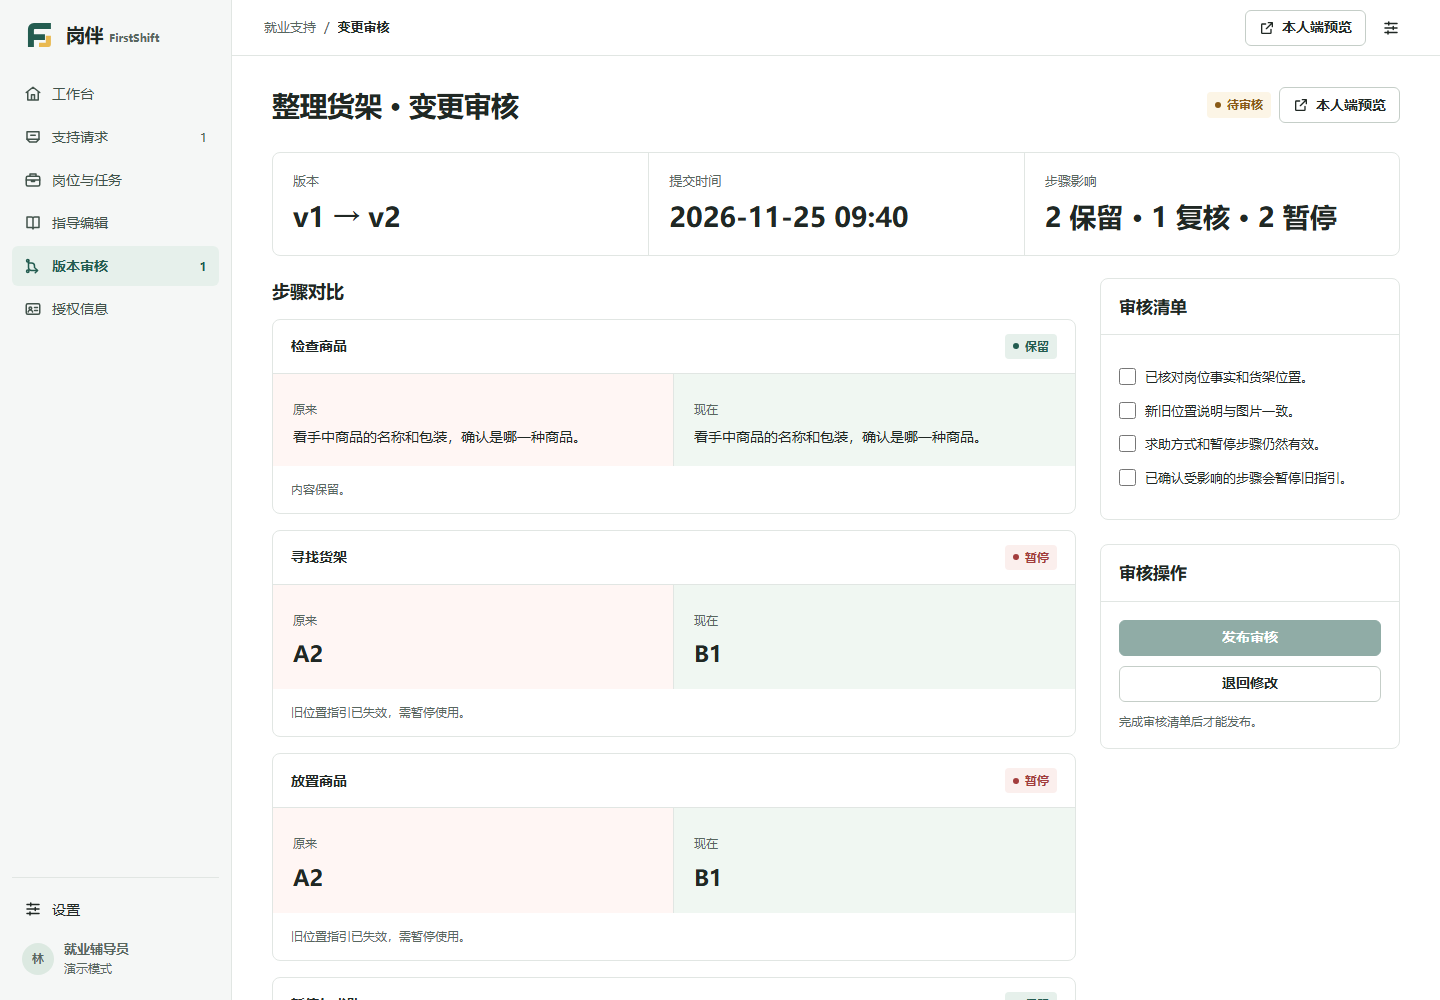 岗伴 FirstShift
工作台
支持请求 1
岗位与任务
指导编辑
版本审核 1
授权信息
设置
林
就业辅导员
演示模式
就业支持 / 变更审核
本人端预览
整理货架 • 变更审核
待审核
本人端预览
版本
v1 → v2
提交时间
2026-11-25 09:40
步骤影响
2 保留 • 1 复核 • 2 暂停
步骤对比
检查商品
保留
原来
看手中商品的名称和包装，确认是哪一种商品。
现在
看手中商品的名称和包装，确认是哪一种商品。
内容保留。
寻找货架
暂停
原来
A2
现在
B1
旧位置指引已失效，需暂停使用。
放置商品
暂停
原来
A2
现在
B1
旧位置指引已失效，需暂停使用。
审核清单
已核对岗位事实和货架位置。
新旧位置说明与图片一致。
求助方式和暂停步骤仍然有效。
已确认受影响的步骤会暂停旧指引。
审核操作
发布审核
退回修改
完成审核清单后才能发布。